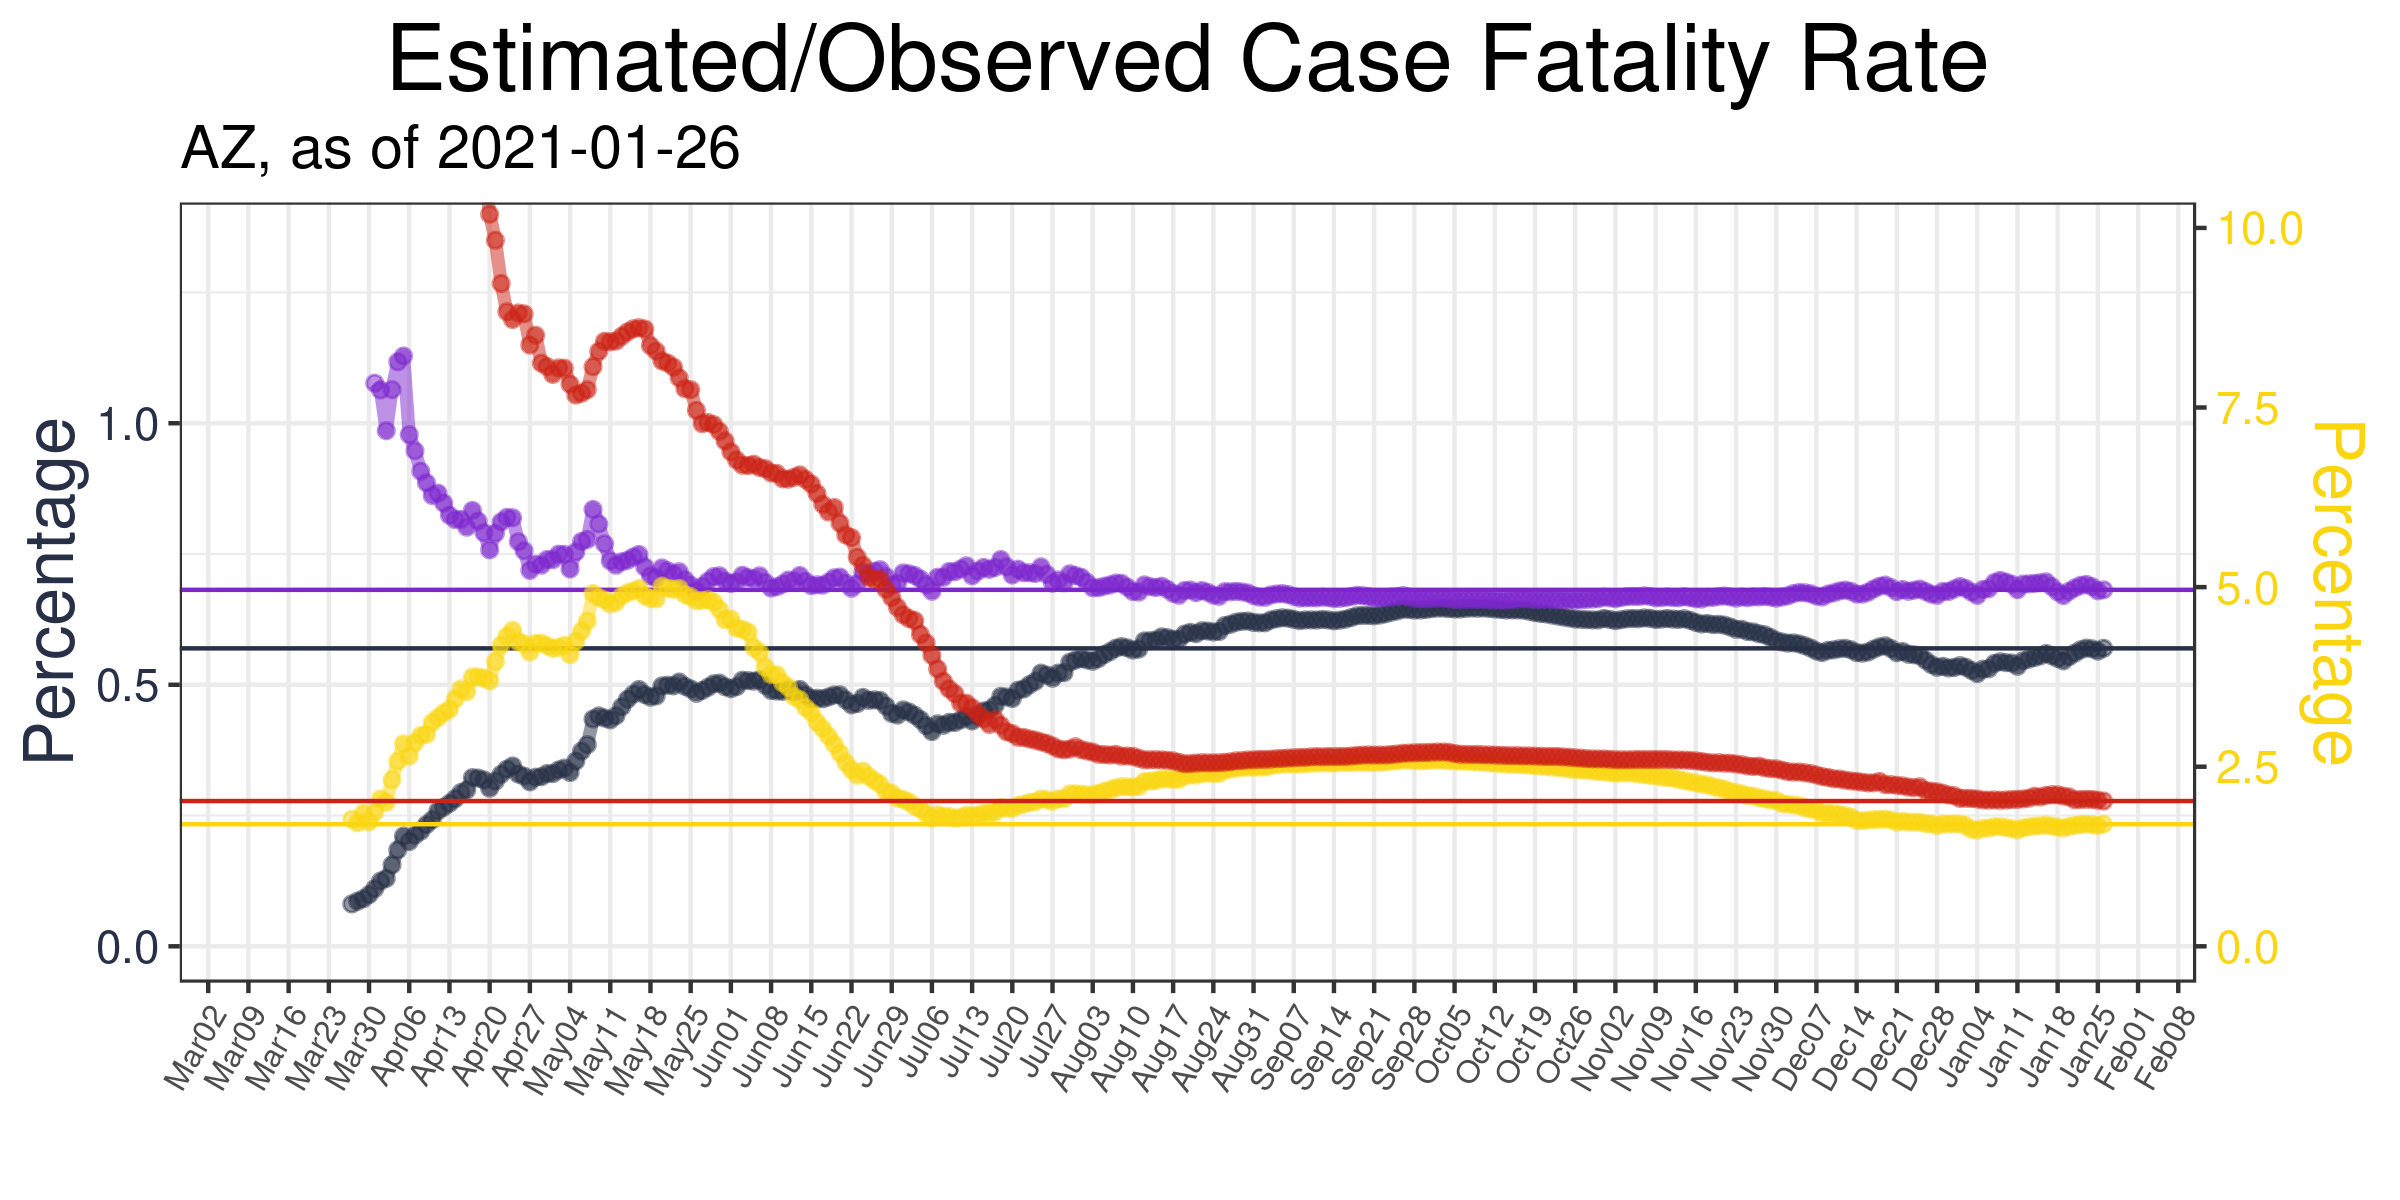 Estimated/Observed Case Fatality Rate
AZ, as of 2021-01-26
Percentage
1.0
0.5
0.0
10.0
7.5
5.0
2.5
0.0
Percentage
Mar02
Mar09
Mar16
Mar23
Mar30
Apr06
Apr13
Apr20
Apr27
May04
May11
May18
May25
Jun01
Jun08
Jun15
Jun22
Jun29
Jul06
Jul13
Jul20
Jul27
Aug03
Aug10
Aug17
Aug24
Aug31
Sep07
Sep14
Sep21
Sep28
Oct05
Oct12
Oct19
Oct26
Nov02
Nov09
Nov16
Nov23
Nov30
Dec07
Dec14
Dec21
Dec28
Jan04
Jan11
Jan18
Jan25
Feb01
Feb08